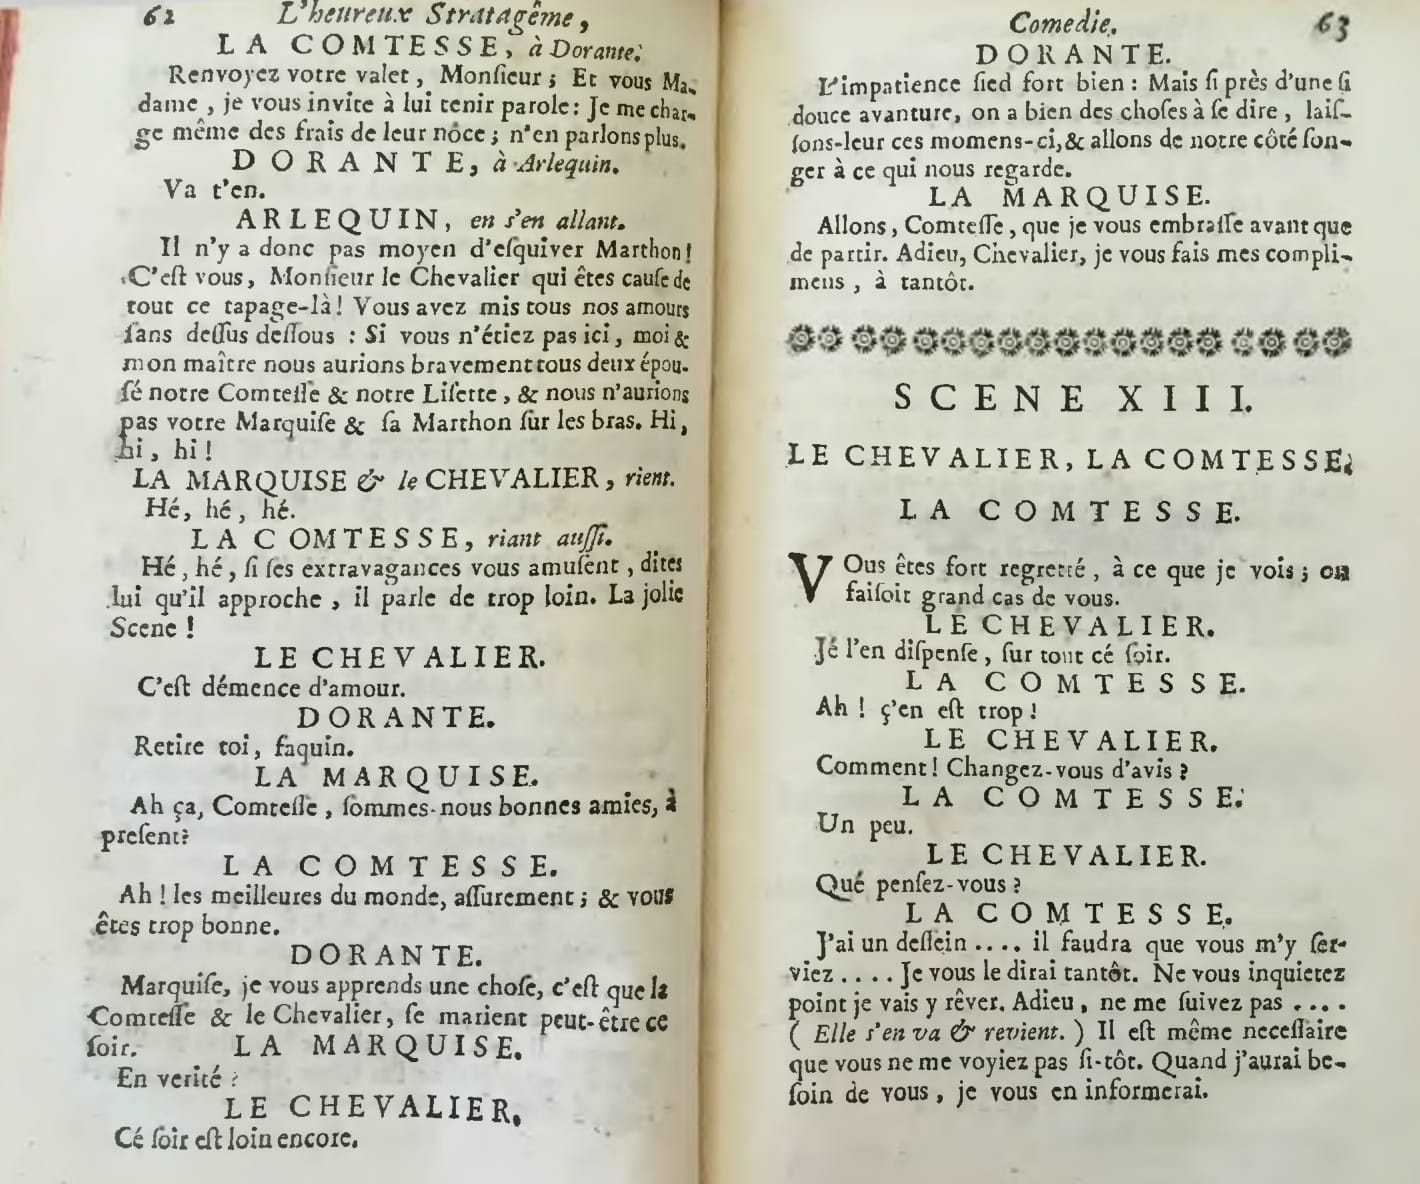 62 L'heureux Stratagême,
LA COMTESSE, à Dorante.
Renvoyez votre valet, Monſieur; Et vous Ma-
dame, je vous invite à lui tenir parole: Je me char-
ge même des frais de leur nôce; n'en parlons plus.
DORANTE, à Arlequin.
Va t'en.
ARLEQUIN, en s'en allant.
Il n'y a donc pas moyen d'eſquiver Marthon!
C'eſt vous, Monſieur le Chevalier qui êtes cauſe de
tout ce tapage-là! Vous avez mis tous nos amours
ſans deſſus deſſous : Si vous n'étiez pas ici, moi &
mon maître nous aurions bravement tous deux épou-
ſé notre Comteſſe & notre Liſette, & nous n'aurions
pas votre Marquiſe & ſa Marthon ſur les bras. Hi,
hi, hi!
LA MARQUISE & le CHEVALIER, rient.
Hé, hé, hé.
LA COMTESSE, riant auſſi.
Hé, hé, ſi ſes extravagances vous amuſent, dites
lui qu'il approche, il parle de trop loin. La jolie
Scene!
LE CHEVALIER.
C'eſt démence d'amour.
DORANTE.
Retire toi, faquin.
LA MARQUISE.
Ah ça, Comteſſe, ſommes-nous bonnes amies, à
preſent?
LA COMTESSE.
Ah! les meilleures du monde, aſſurement; & vous
êtes trop bonne.
DORANTE.
Marquiſe, je vous apprends une choſe, c'eſt que la
Comteſſe & le Chevalier, ſe marient peut-être ce
ſoir. LA MARQUISE.
En verité?
LE CHEVALIER.
Cé ſoir eſt loin encore.
Comedie. 63
DORANTE.
L'impatience ſied fort bien : Mais ſi près d'une ſi
douce avanture, on a bien des choſes à ſe dire, laiſ-
ſons-leur ces momens-ci, & allons de notre côté ſon-
ger à ce qui nous regarde.
LA MARQUISE.
Allons, Comteſſe, que je vous embraſſe avant que
de partir. Adieu, Chevalier, je vous fais mes compli-
mens, à tantôt.
SCENE XIII.
LE CHEVALIER, LA COMTESSE.
LA COMTESSE.
VOus êtes fort regretté, à ce que je vois; on
faiſoit grand cas de vous.
LE CHEVALIER.
Jé l'en diſpenſe, ſur tout cé ſoir.
LA COMTESSE.
Ah! ç'en eſt trop!
LE CHEVALIER.
Comment! Changez-vous d'avis?
LA COMTESSE.
Un peu.
LE CHEVALIER.
Qué penſez-vous?
LA COMTESSE.
J'ai un deſſein .... il faudra que vous m'y ſer-
viez .... Je vous le dirai tantôt. Ne vous inquietez
point je vais y rêver. Adieu, ne me ſuivez pas ....
( Elle s'en va & revient. ) Il eſt même neceſſaire
que vous ne me voyiez pas ſi-tôt. Quand j'aurai be-
ſoin de vous, je vous en informerai.